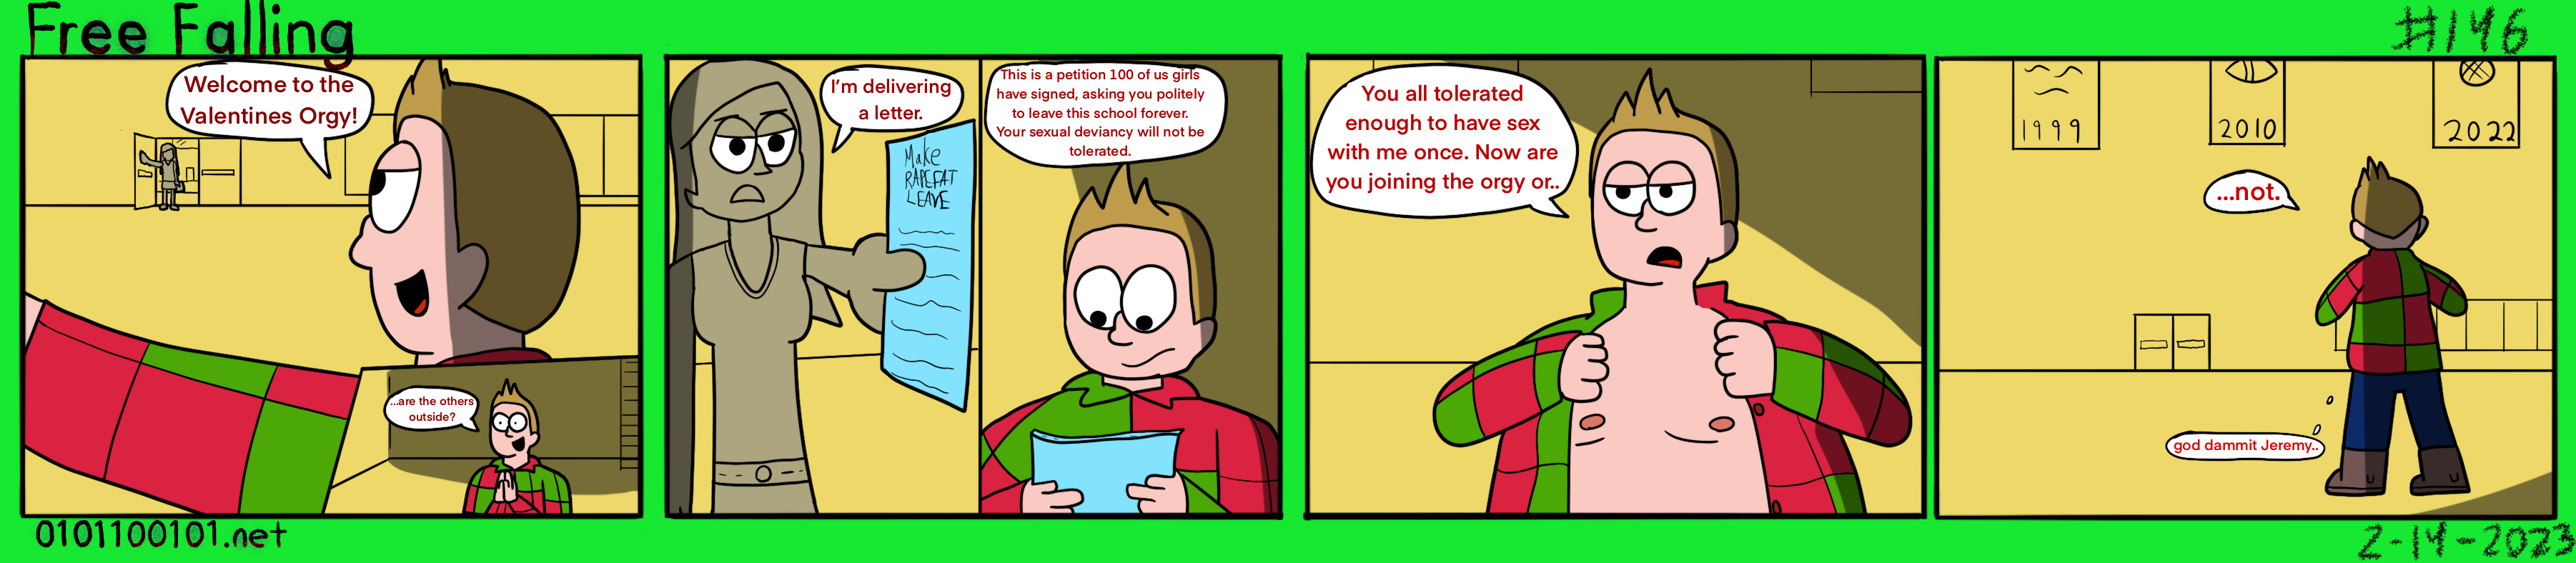 Free Falling
#146
Welcome to the
Valentines Orgy!
...are the others
outside?
I'm delivering
a letter.
Make
RAPEFAT
LEAVE
This is a petition 100 of us girls
have signed, asking you politely
to leave this school forever.
Your sexual deviancy will not be
tolerated.
You all tolerated
enough to have sex
with me once. Now are
you joining the orgy or..
1999
2010
2022
...not.
god dammit Jeremy..
0101100101.net
2-14-2023